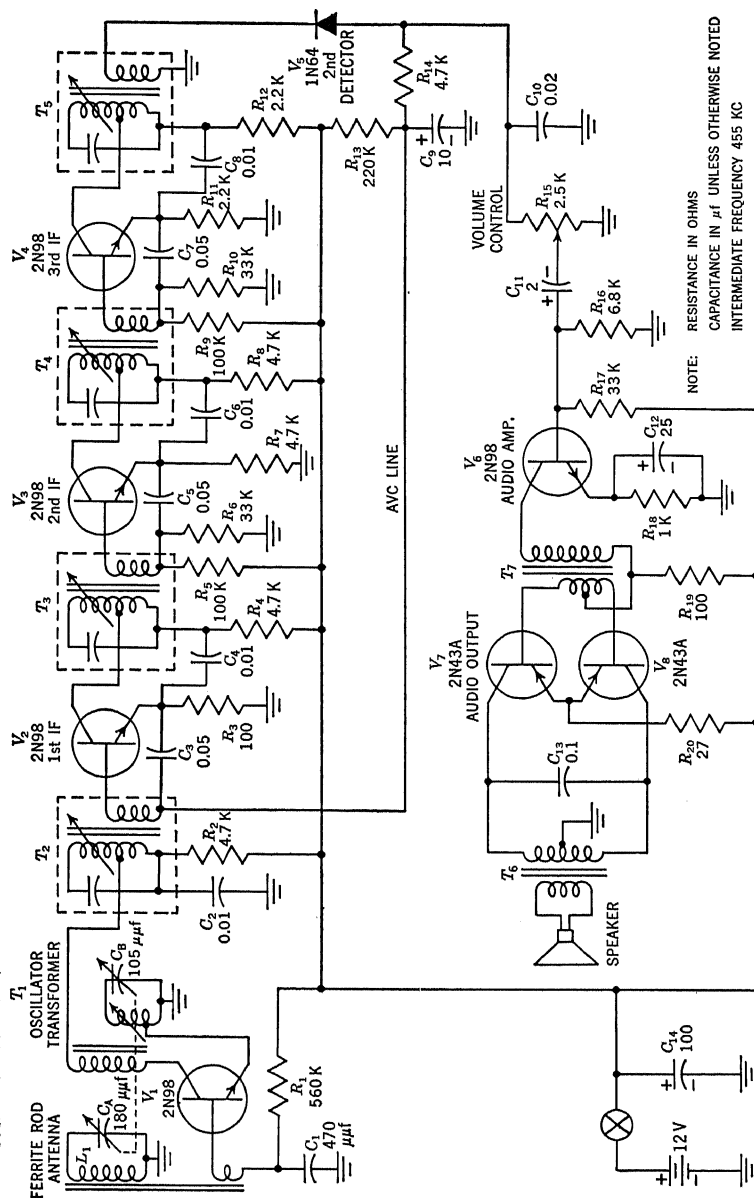 FERRITE ROD
ANTENNA
L₁
C_A
180 μμf
T₁
OSCILLATOR
TRANSFORMER
C_B
105 μμf
V₁
2N98
R₁
560 K
C₁
470
μμf
T₂
C₂
0.01
R₂
4.7 K
V₂
2N98
1st IF
C₃
0.05
R₃
100
C₄
0.01
R₄
4.7 K
T₃
R₅
100 K
R₆
33 K
V₃
2N98
2nd IF
C₅
0.05
R₇
4.7 K
C₆
0.01
R₈
4.7 K
T₄
R₉
100 K
R₁₀
33 K
V₄
2N98
3rd IF
C₇
0.05
R₁₁
2.2 K
C₈
0.01
R₁₂
2.2 K
T₅
V₅
1N64
2nd
DETECTOR
R₁₃
220 K
R₁₄
4.7 K
C₉
10
+
AVC LINE
C₁₀
0.02
VOLUME
CONTROL
R₁₅
2.5 K
C₁₁
2
+ −
R₁₆
6.8 K
R₁₇
33 K
V₆
2N98
AUDIO AMP.
R₁₈
1 K
C₁₂
25
+
−
T₇
R₁₉
100
V₇
2N43A
AUDIO OUTPUT
V₈
2N43A
R₂₀
27
C₁₃
0.1
T₆
SPEAKER
C₁₄
100
+
−
12 V
+
−
NOTE: RESISTANCE IN OHMS
CAPACITANCE IN μf UNLESS OTHERWISE NOTED
INTERMEDIATE FREQUENCY 455 KC